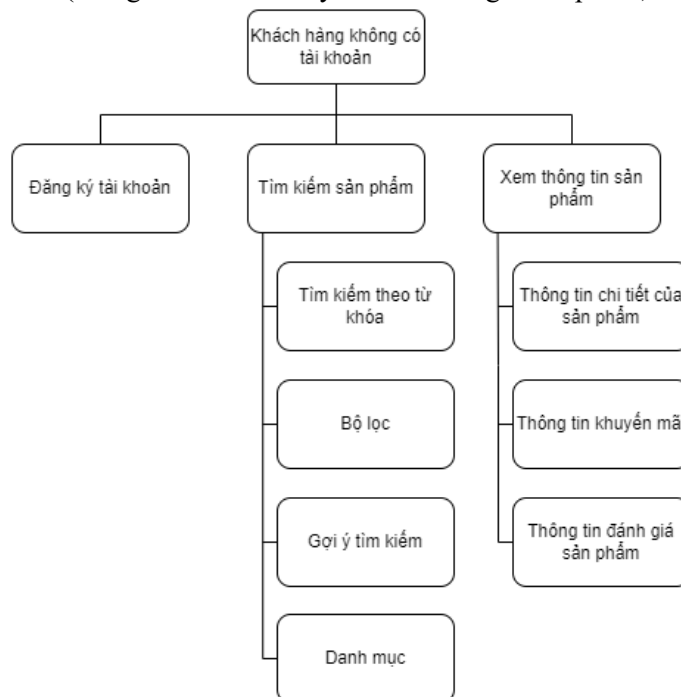 Khách hàng không có
tài khoản
Đăng ký tài khoản
Tìm kiếm sản phẩm
Xem thông tin sản
phẩm
Tìm kiếm theo từ
khóa
Thông tin chi tiết của
sản phẩm
Bộ lọc
Thông tin khuyến mã
Gợi ý tìm kiếm
Thông tin đánh giá
sản phẩm
Danh mục